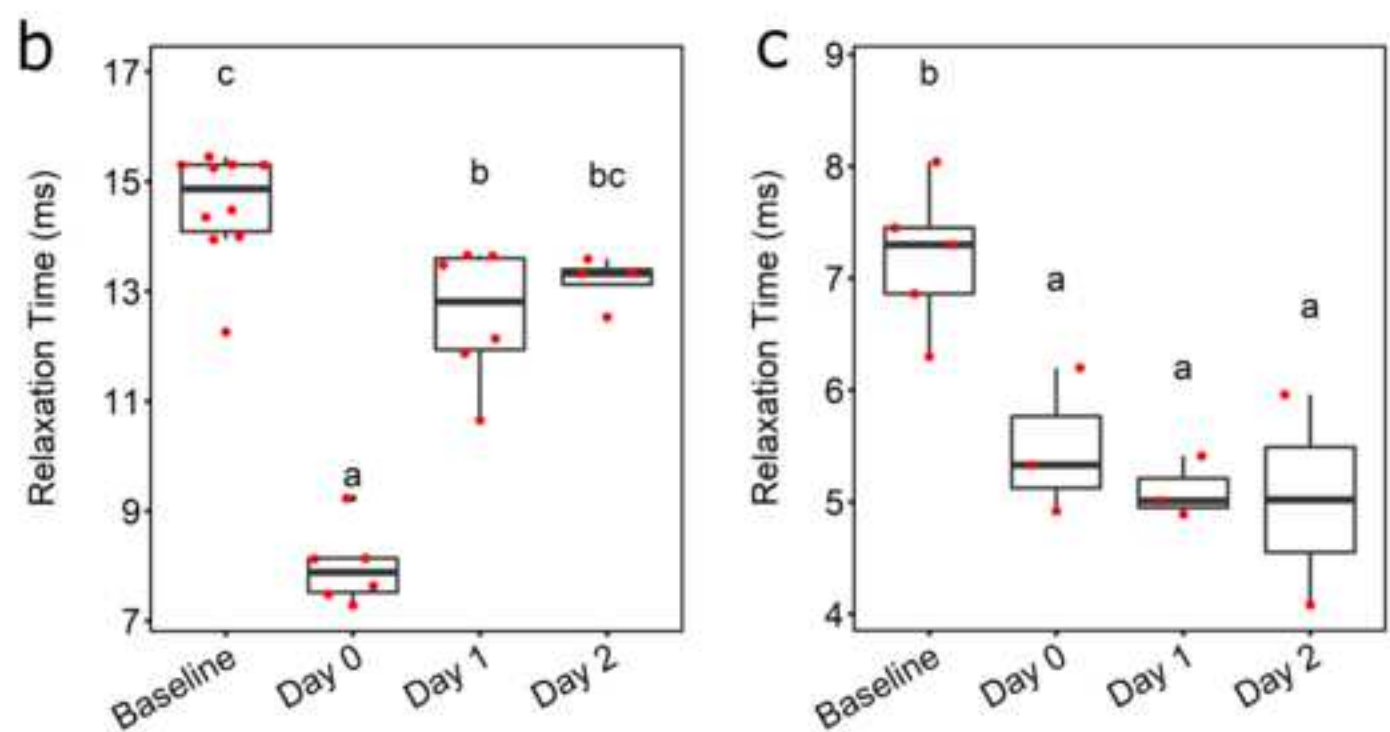 b
c
17
15
13
11
9
7
Relaxation Time (ms)
c
a
b
bc
Baseline
Day 0
Day 1
Day 2
9
8
7
6
5
4
Relaxation Time (ms)
b
a
a
a
Baseline
Day 0
Day 1
Day 2